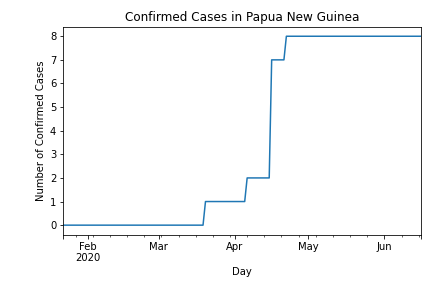 Confirmed Cases in Papua New Guinea
8
7
6
5
4
3
2
1
0
Number of Confirmed Cases
Feb Mar Apr May Jun
2020
Day